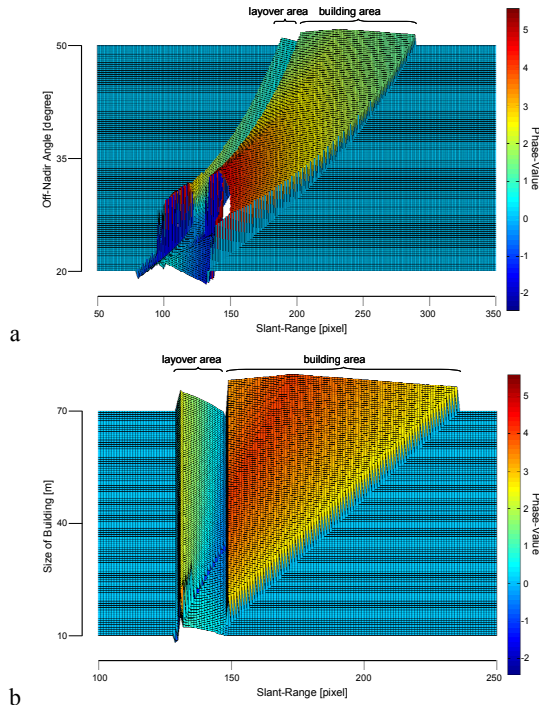 layover area building area
50
35
20
Off-Nadir Angle [degree]
50 100 150 200 250 300 350
Slant-Range [pixel]
5
4
3
2
1
0
-1
-2
Phase-Value
a
layover area building area
70
40
10
Size of Building [m]
100 150 200 250
Slant-Range [pixel]
5
4
3
2
1
0
-1
-2
Phase-Value
b